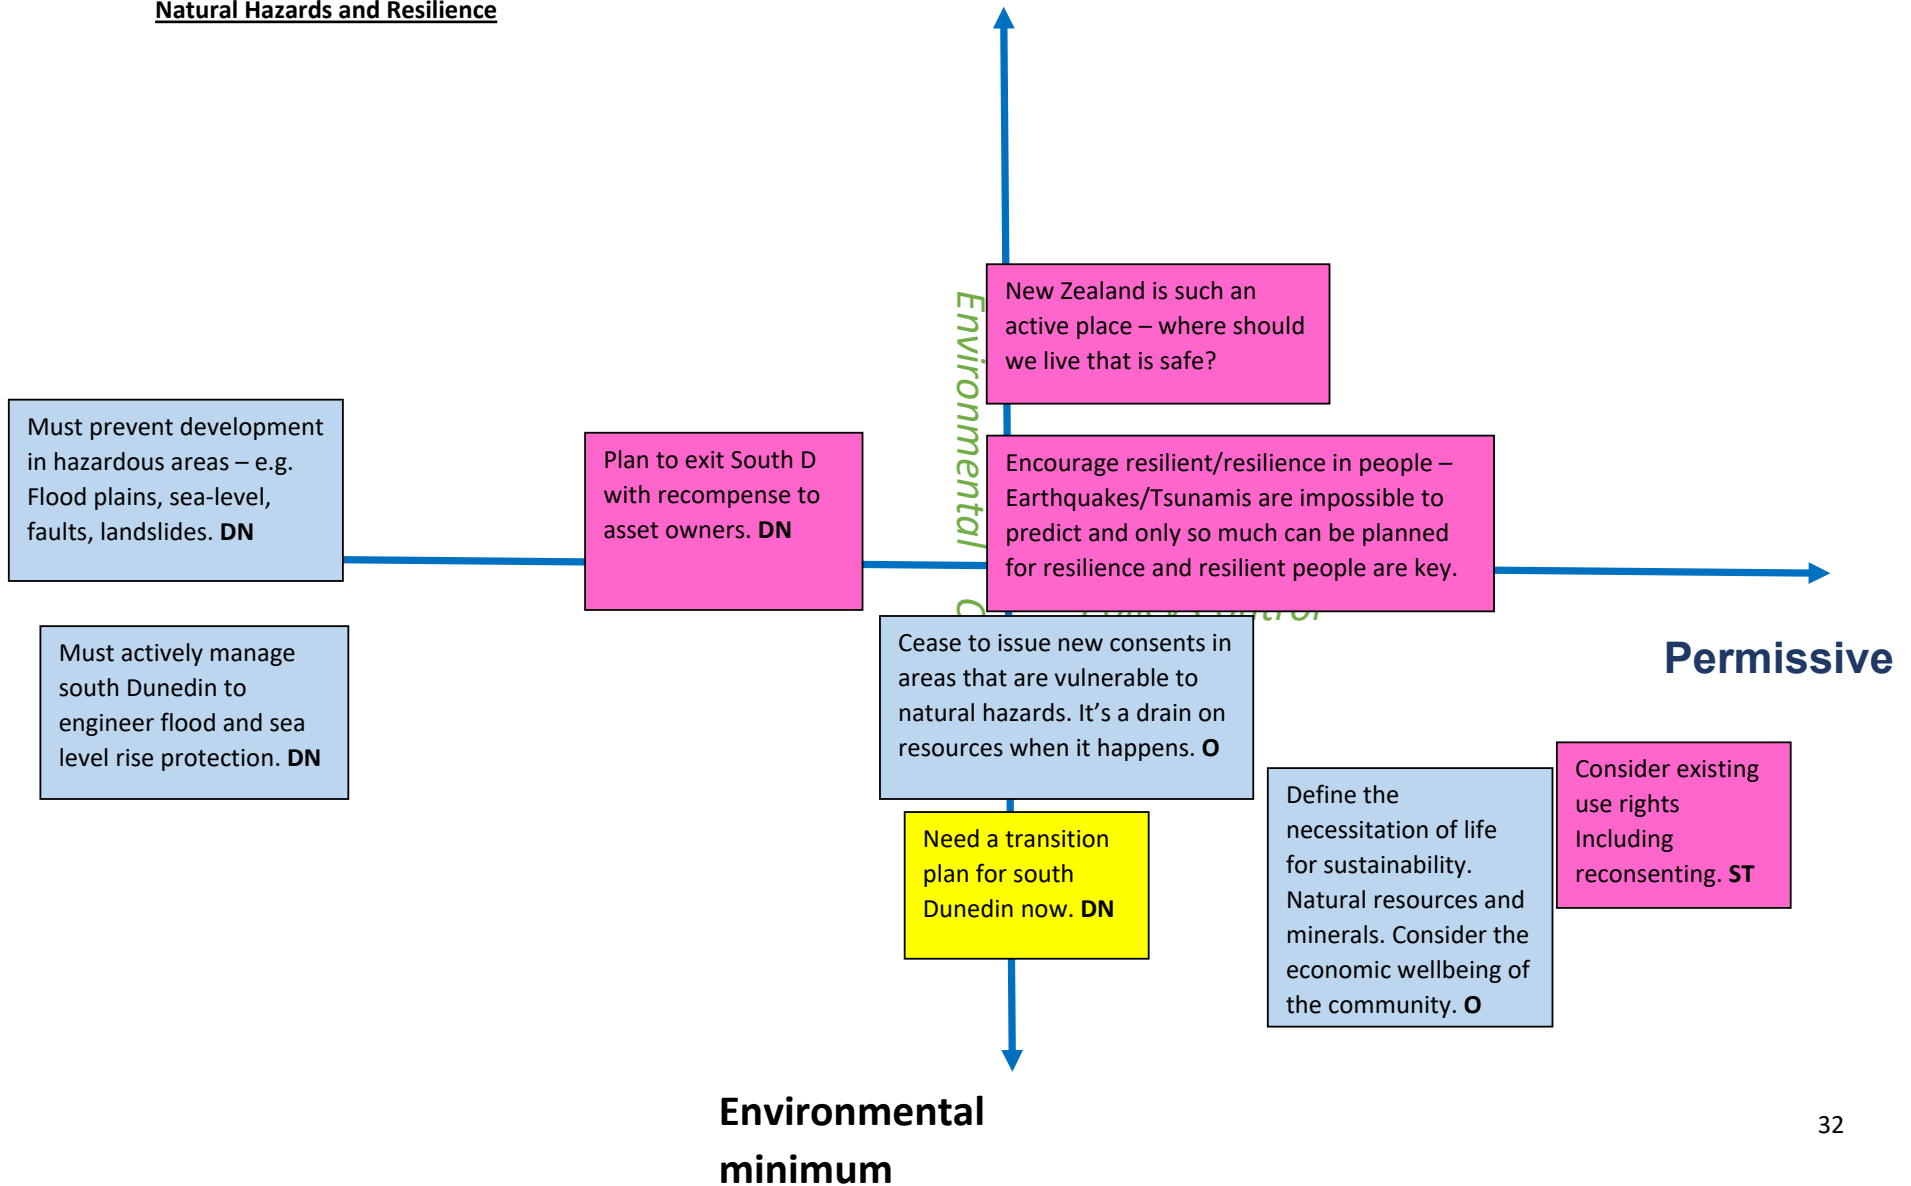 Natural Hazards and Resilience
New Zealand is such an
active place – where should
we live that is safe?
Environmental
Must prevent development
in hazardous areas – e.g.
Flood plains, sea-level,
faults, landslides. DN
Plan to exit South D
with recompense to
asset owners. DN
Encourage resilient/resilience in people –
Earthquakes/Tsunamis are impossible to
predict and only so much can be planned
for resilience and resilient people are key.
Must actively manage
south Dunedin to
engineer flood and sea
level rise protection. DN
Cease to issue new consents in
areas that are vulnerable to
natural hazards. It's a drain on
resources when it happens. O
Permissive
Need a transition
plan for south
Dunedin now. DN
Define the
necessitation of life
for sustainability.
Natural resources and
minerals. Consider the
economic wellbeing of
the community. O
Consider existing
use rights
Including
reconsenting. ST
Environmental
minimum
32